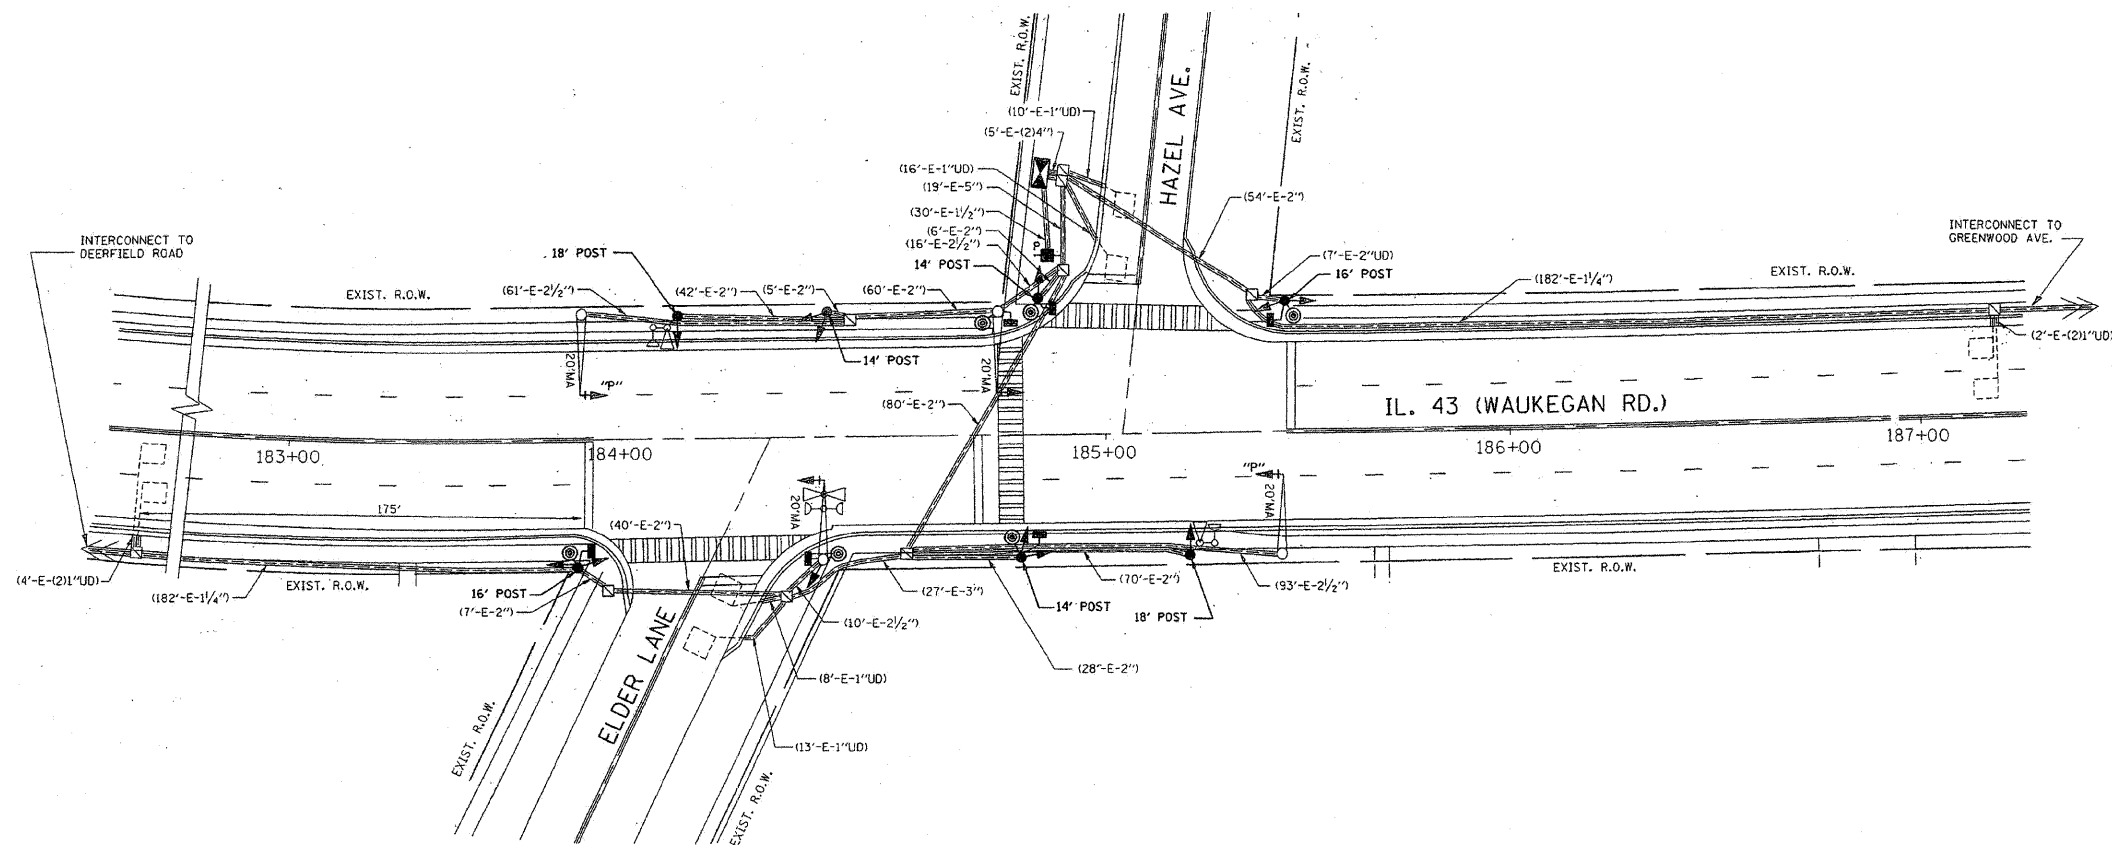 EXIST. R.O.W.
(10'-E-1"UD)
(5'-E-(2)4")
HAZEL AVE.
EXIST. R.O.W.
(16'-E-1"UD)
(19'-E-5")
(30'-E-1½")
(6'-E-2")
(16'-E-2½")
14' POST
(54'-E-2")
INTERCONNECT TO
DEERFIELD ROAD
INTERCONNECT TO
GREENWOOD AVE.
18' POST
(7'-E-2"UD)
16' POST
EXIST. R.O.W.
(61'-E-2½")
(42'-E-2")
(5'-E-2")
(60'-E-2")
(182'-E-1¼")
EXIST. R.O.W.
P
(2'-E-(2)1"UD)
14' POST
20'MA
"P"
20'MA
(80'-E-2")
IL. 43 (WAUKEGAN RD.)
183+00
184+00
185+00
186+00
187+00
"P"
20'MA
20'MA
175'
(40'-E-2")
(4'-E-(2)1"UD)
(182'-E-1¼")
EXIST. R.O.W.
16' POST
(7'-E-2")
(27'-E-3")
(70'-E-2")
(93'-E-2½")
EXIST. R.O.W.
14' POST
18' POST
(10'-E-2½")
ELDER LANE
(8'-E-1"UD)
(28'-E-2")
EXIST. R.O.W.
(13'-E-1"UD)
EXIST. R.O.W.